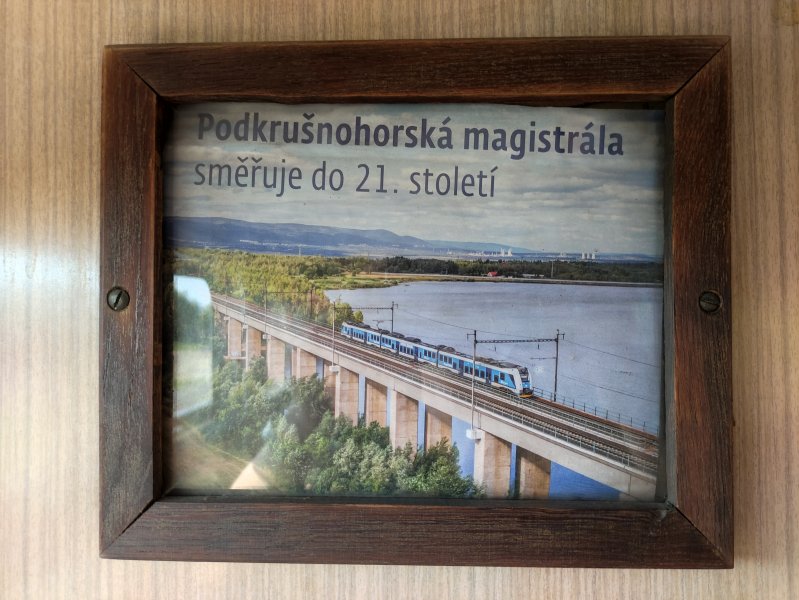 Podkrušnohorská magistrála
směřuje do 21. století